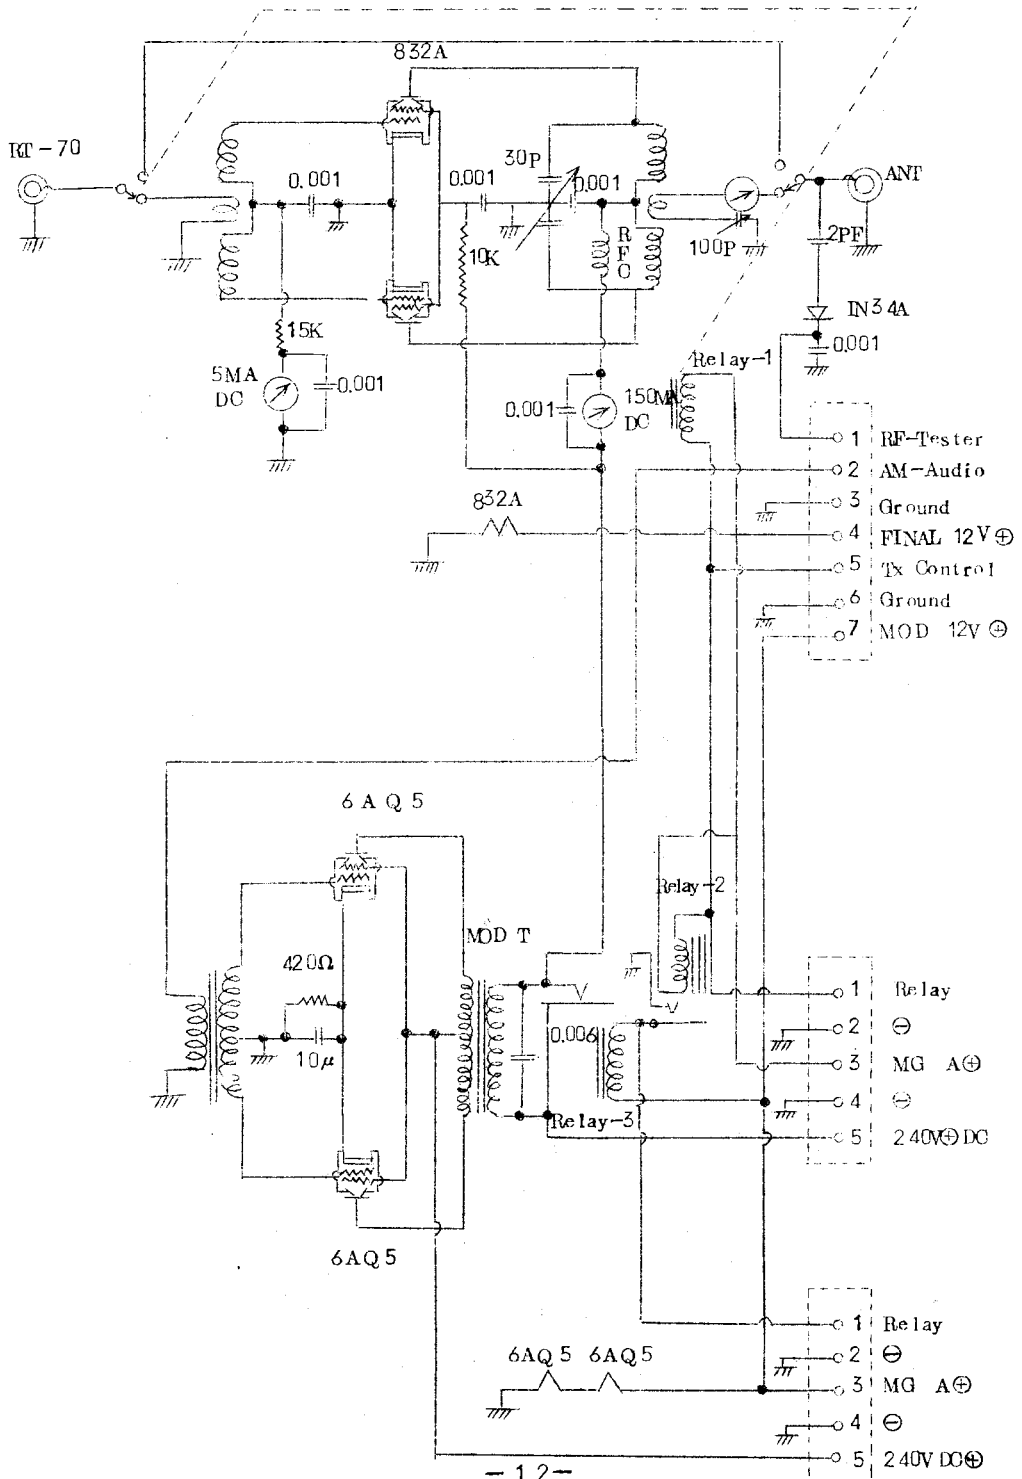 832A
RT-70
0.001
0.001
30P
0.001
ANT
10K
RFC
100P
2PF
15K
IN34A
0.001
Relay-1
5MA
DC
0.001
0.001
150MA
DC
1 RF-Tester
2 AM-Audio
3 Ground
832A
4 FINAL 12V⊕
5 Tx Control
6 Ground
7 MOD 12V ⊕
6AQ5
Relay-2
MOD T
420Ω
10μ
0.006
Relay-3
1 Relay
2 ⊖
3 MG A⊕
4 ⊖
5 240V⊕DC
6AQ5
1 Relay
2 ⊖
6AQ5 6AQ5
3 MG A⊕
4 ⊖
5 240V DC⊕
-12-